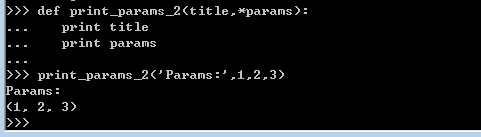 >>> def print_params_2(title,*params):
...     print title
...     print params
...
>>> print_params_2('Params:',1,2,3)
Params:
(1, 2, 3)
>>>